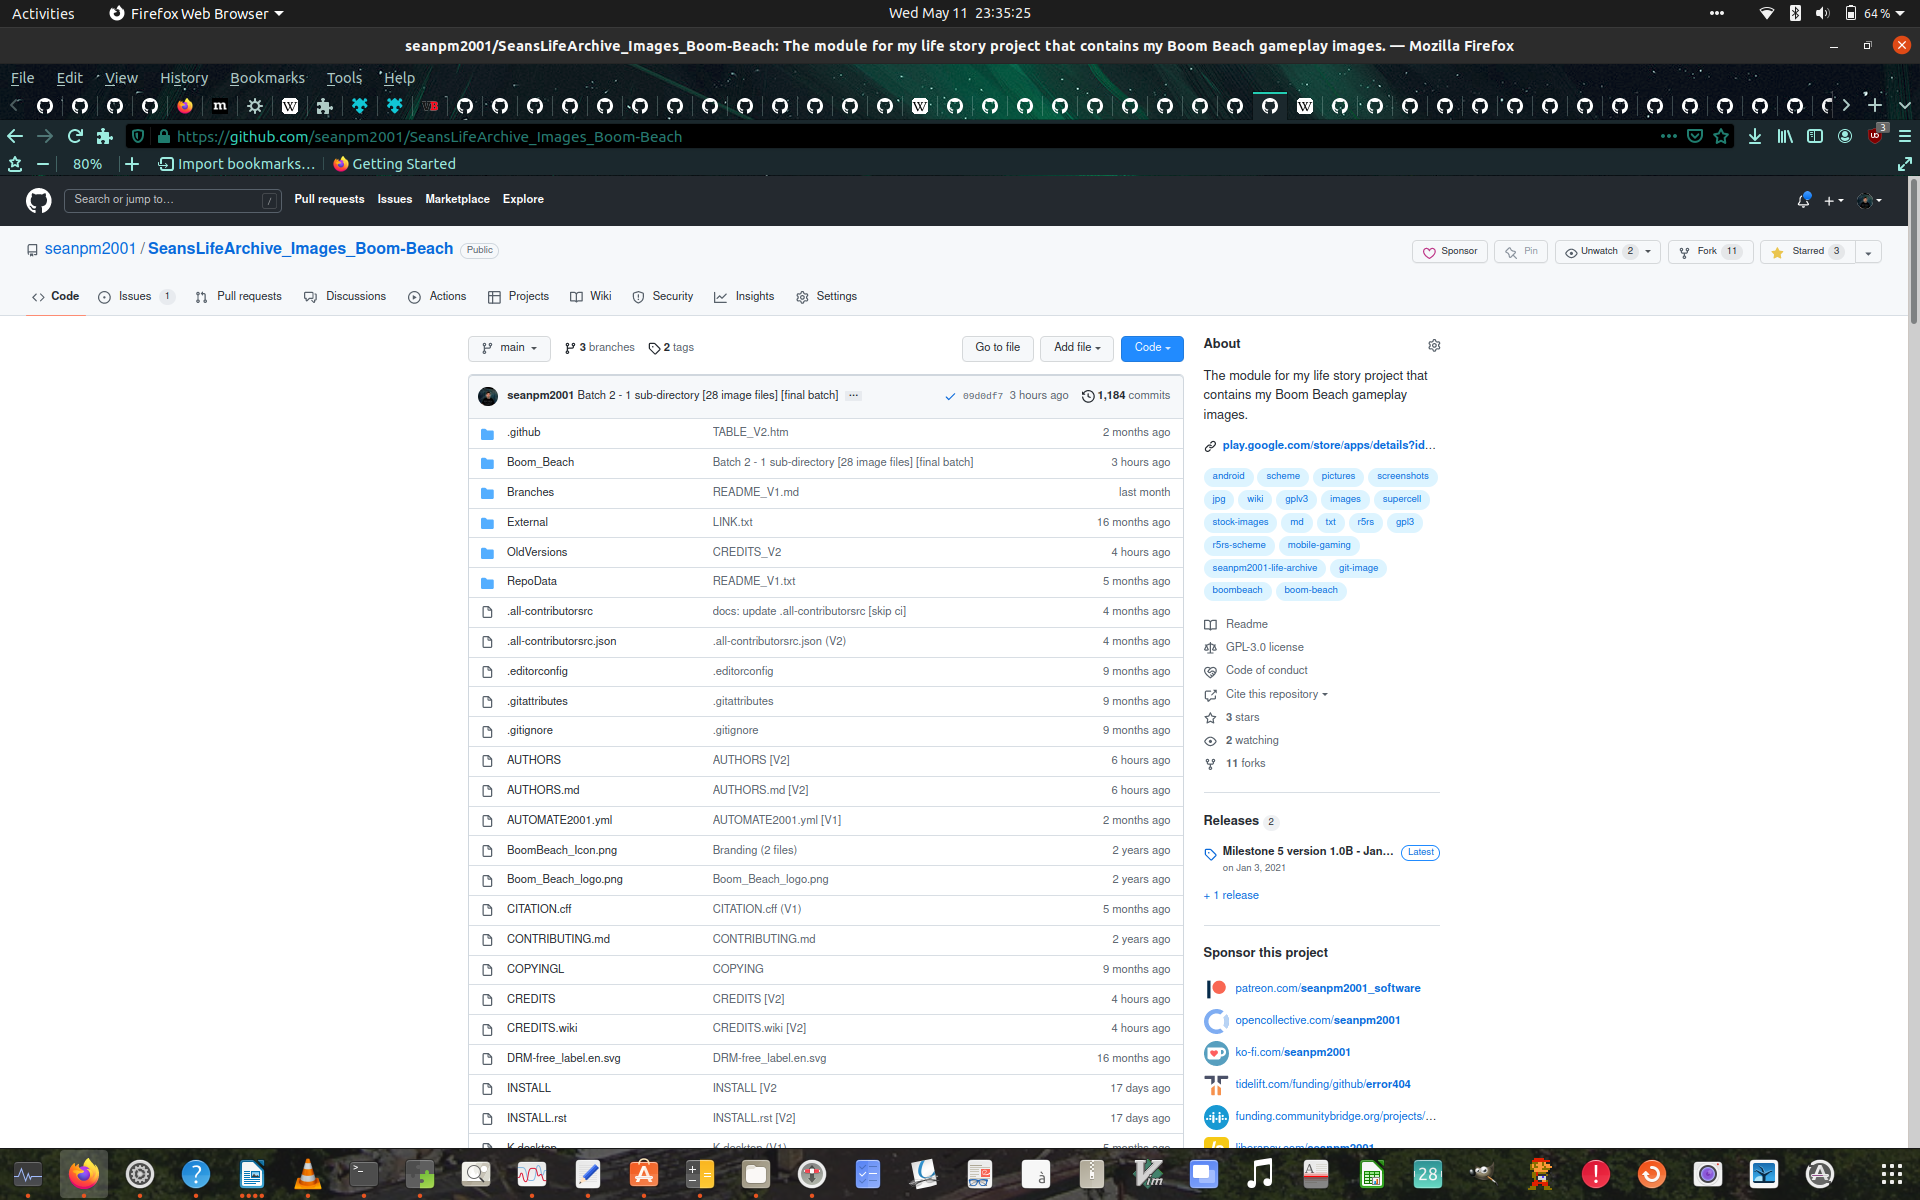 Activities
Firefox Web Browser
Wed May 11 23:35:25
64 %
seanpm2001/SeansLifeArchive_Images_Boom-Beach: The module for my life story project that contains my Boom Beach gameplay images. — Mozilla Firefox
File Edit View History Bookmarks Tools Help
https://github.com/seanpm2001/SeansLifeArchive_Images_Boom-Beach
3
80% Import bookmarks... Getting Started
Search or jump to... /
Pull requests Issues Marketplace Explore
seanpm2001 / SeansLifeArchive_Images_Boom-Beach Public
Sponsor Pin Unwatch 2 Fork 11 Starred 3
Code Issues 1 Pull requests Discussions Actions Projects Wiki Security Insights Settings
main 3 branches 2 tags Go to file Add file Code
seanpm2001 Batch 2 - 1 sub-directory [28 image files] [final batch] ... 09d0df7 3 hours ago 1,184 commits
.github TABLE_V2.htm 2 months ago
Boom_Beach Batch 2 - 1 sub-directory [28 image files] [final batch] 3 hours ago
Branches README_V1.md last month
External LINK.txt 16 months ago
OldVersions CREDITS_V2 4 hours ago
RepoData README_V1.txt 5 months ago
.all-contributorsrc docs: update .all-contributorsrc [skip ci] 4 months ago
.all-contributorsrc.json .all-contributorsrc.json (V2) 4 months ago
.editorconfig .editorconfig 9 months ago
.gitattributes .gitattributes 9 months ago
.gitignore .gitignore 9 months ago
AUTHORS AUTHORS [V2] 6 hours ago
AUTHORS.md AUTHORS.md [V2] 6 hours ago
AUTOMATE2001.yml AUTOMATE2001.yml [V1] 2 months ago
BoomBeach_Icon.png Branding (2 files) 2 years ago
Boom_Beach_logo.png Boom_Beach_logo.png 2 years ago
CITATION.cff CITATION.cff (V1) 5 months ago
CONTRIBUTING.md CONTRIBUTING.md 2 years ago
COPYINGL COPYING 9 months ago
CREDITS CREDITS [V2] 4 hours ago
CREDITS.wiki CREDITS.wiki [V2] 4 hours ago
DRM-free_label.en.svg DRM-free_label.en.svg 16 months ago
INSTALL INSTALL [V2 17 days ago
INSTALL.rst INSTALL.rst [V2] 17 days ago
About
The module for my life story project that
contains my Boom Beach gameplay
images.
play.google.com/store/apps/details?id...
android scheme pictures screenshots
jpg wiki gplv3 images supercell
stock-images md txt r5rs gpl3
r5rs-scheme mobile-gaming
seanpm2001-life-archive git-image
boombeach boom-beach
Readme
GPL-3.0 license
Code of conduct
Cite this repository
3 stars
2 watching
11 forks
Releases 2
Milestone 5 version 1.0B - Jan... Latest
on Jan 3, 2021
+ 1 release
Sponsor this project
patreon.com/seanpm2001_software
opencollective.com/seanpm2001
ko-fi.com/seanpm2001
tidelift.com/funding/github/error404
funding.communitybridge.org/projects/...
28